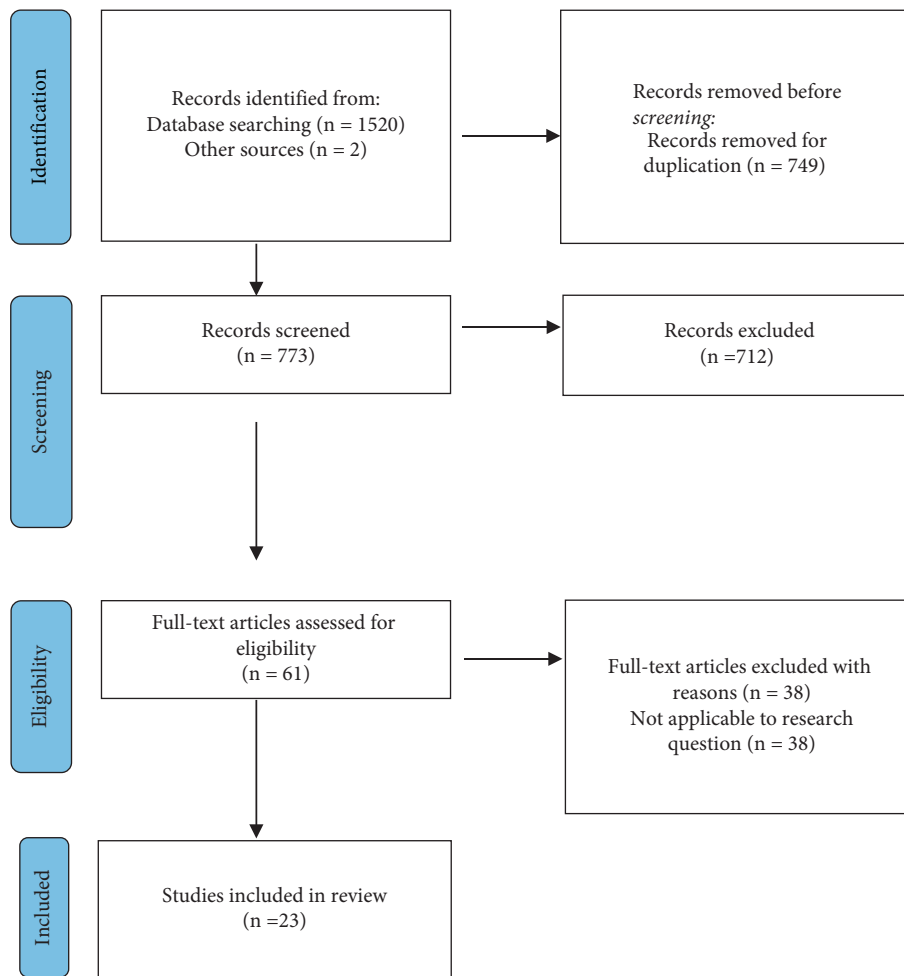 Identification
Records identified from:
Database searching (n = 1520)
Other sources (n = 2)
Records removed before
screening:
Records removed for
duplication (n = 749)
Screening
Records screened
(n = 773)
Records excluded
(n =712)
Eligibility
Full-text articles assessed for
eligibility
(n = 61)
Full-text articles excluded with
reasons (n = 38)
Not applicable to research
question (n = 38)
Included
Studies included in review
(n =23)